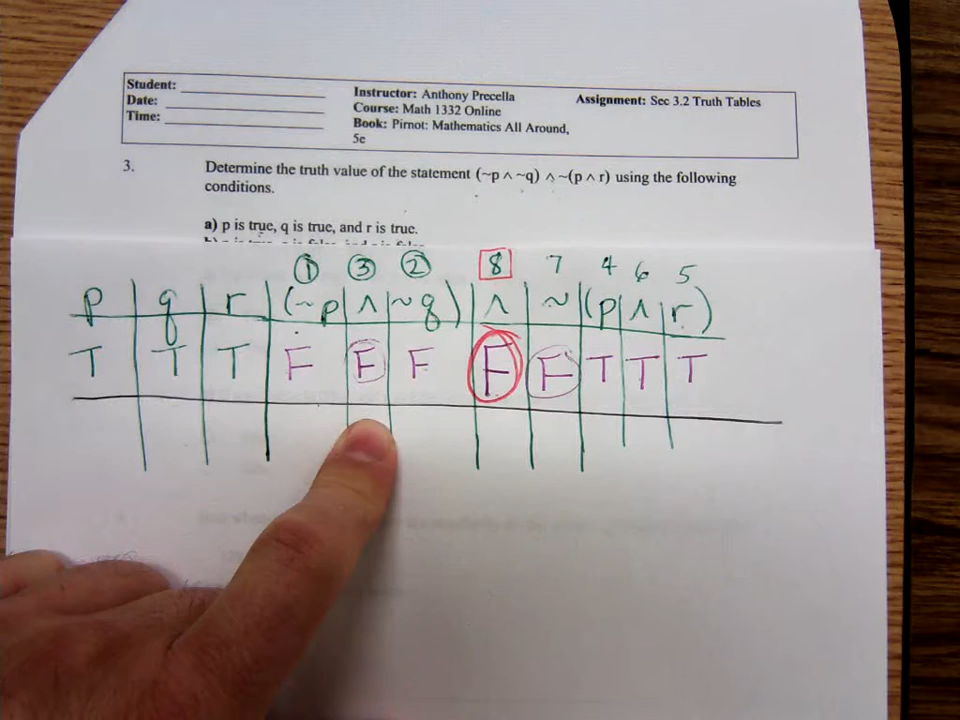 Student: Instructor: Anthony Precella Assignment: Sec 3.2 Truth Tables
Date: Course: Math 1332 Online
Time: Book: Pirnot: Mathematics All Around,
5e
3. Determine the truth value of the statement (~p ∧ ~q) ∧ ~(p ∧ r) using the following
conditions.
a) p is true, q is true, and r is true.
① ③ ② 8 7 4 6 5
p q r (~p ∧ ~q) ∧ ~ (p ∧ r)
T T T F F F F F T T T